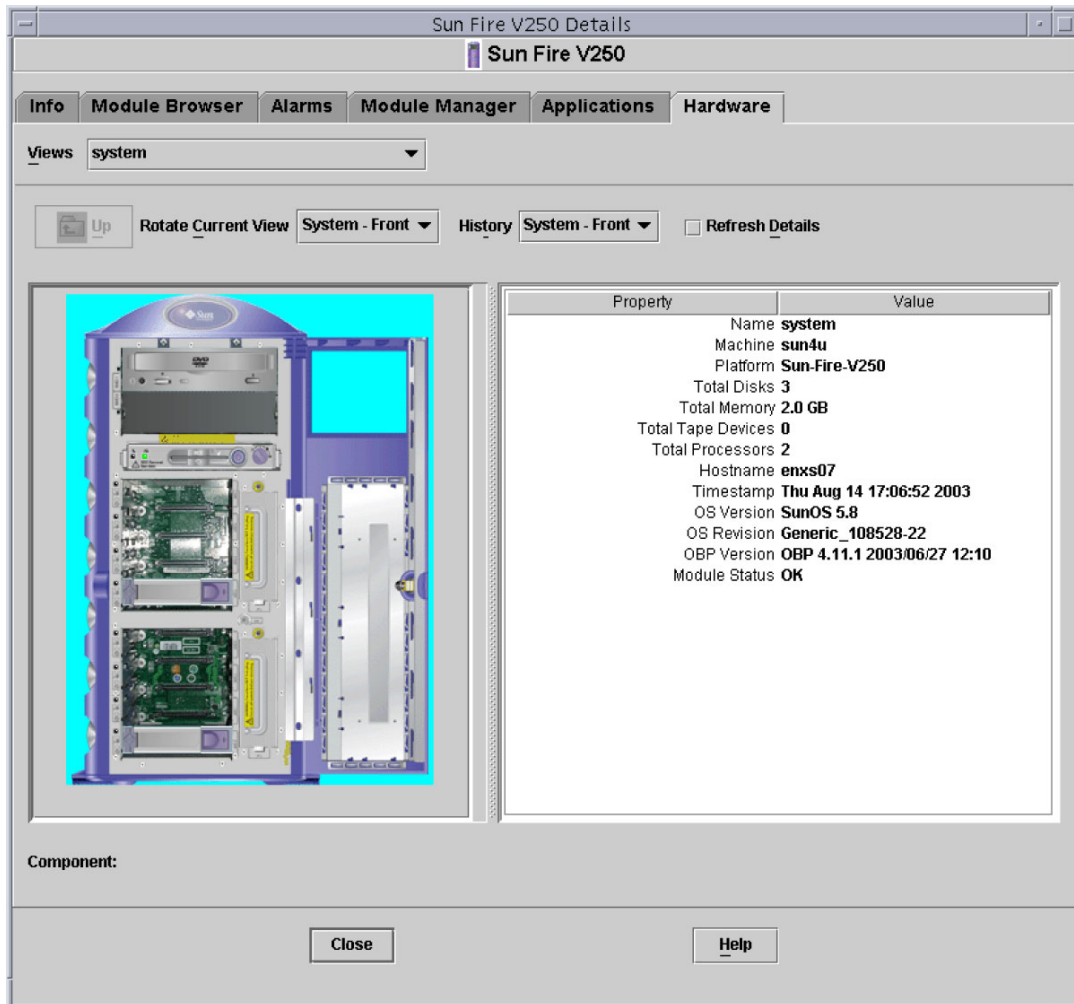 Sun Fire V250 Details
Sun Fire V250
Info Module Browser Alarms Module Manager Applications Hardware
Views system
Up Rotate Current View System - Front History System - Front Refresh Details
Sun
DVD
Property Value
Name system
Machine sun4u
Platform Sun-Fire-V250
Total Disks 3
Total Memory 2.0 GB
Total Tape Devices 0
Total Processors 2
Hostname enxs07
Timestamp Thu Aug 14 17:06:52 2003
OS Version SunOS 5.8
OS Revision Generic_108528-22
OBP Version OBP 4.11.1 2003/06/27 12:10
Module Status OK
Component:
Close Help